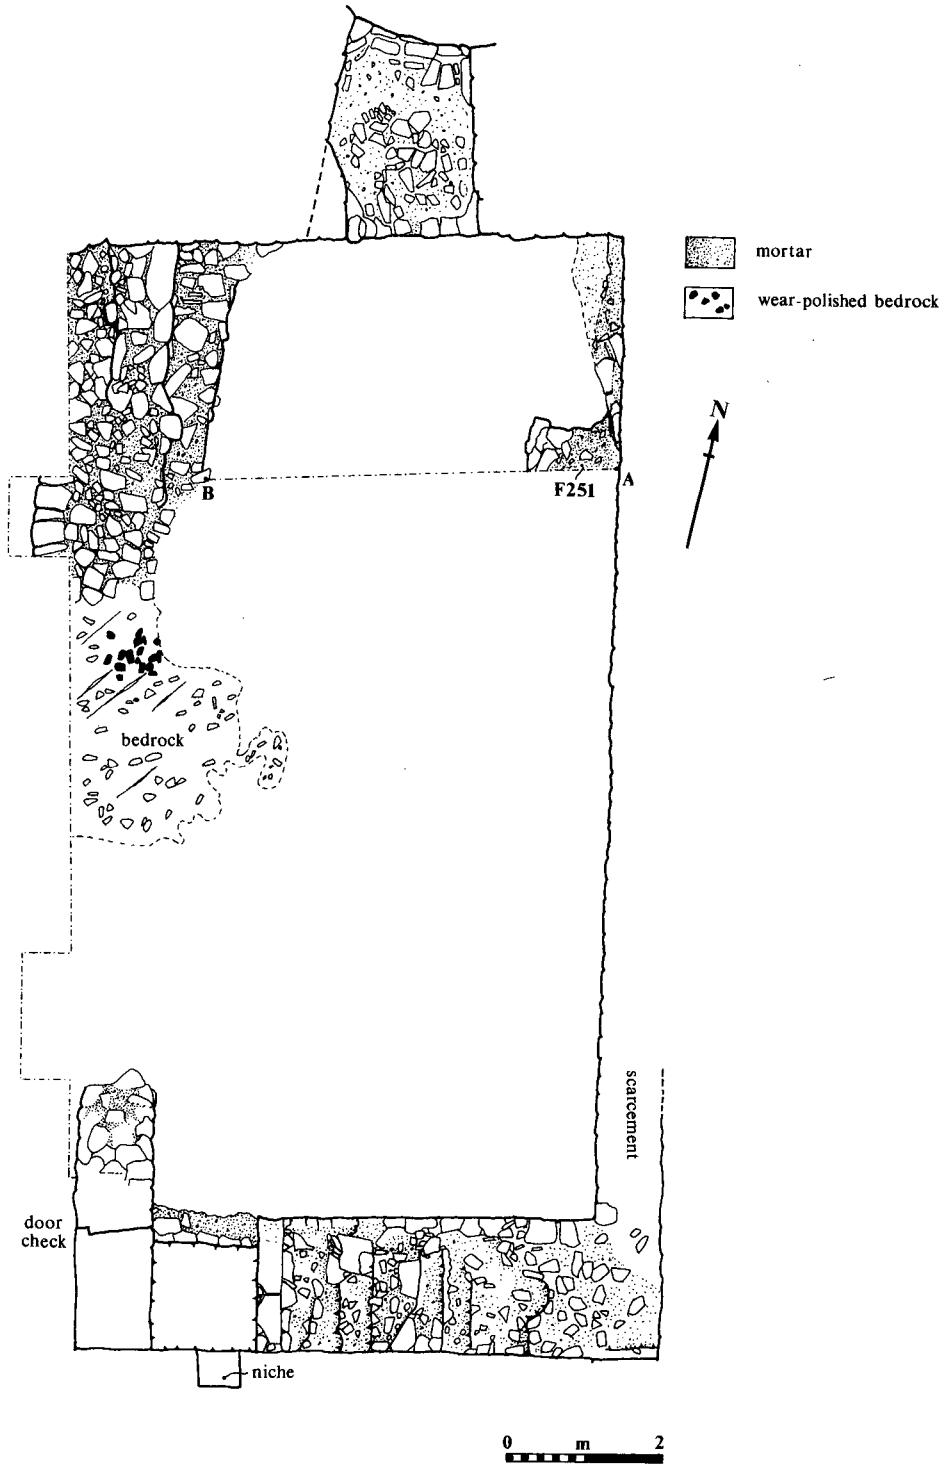 mortar
wear-polished bedrock
N
B
F251
A
bedrock
scarcement
door
check
niche
0 m 2